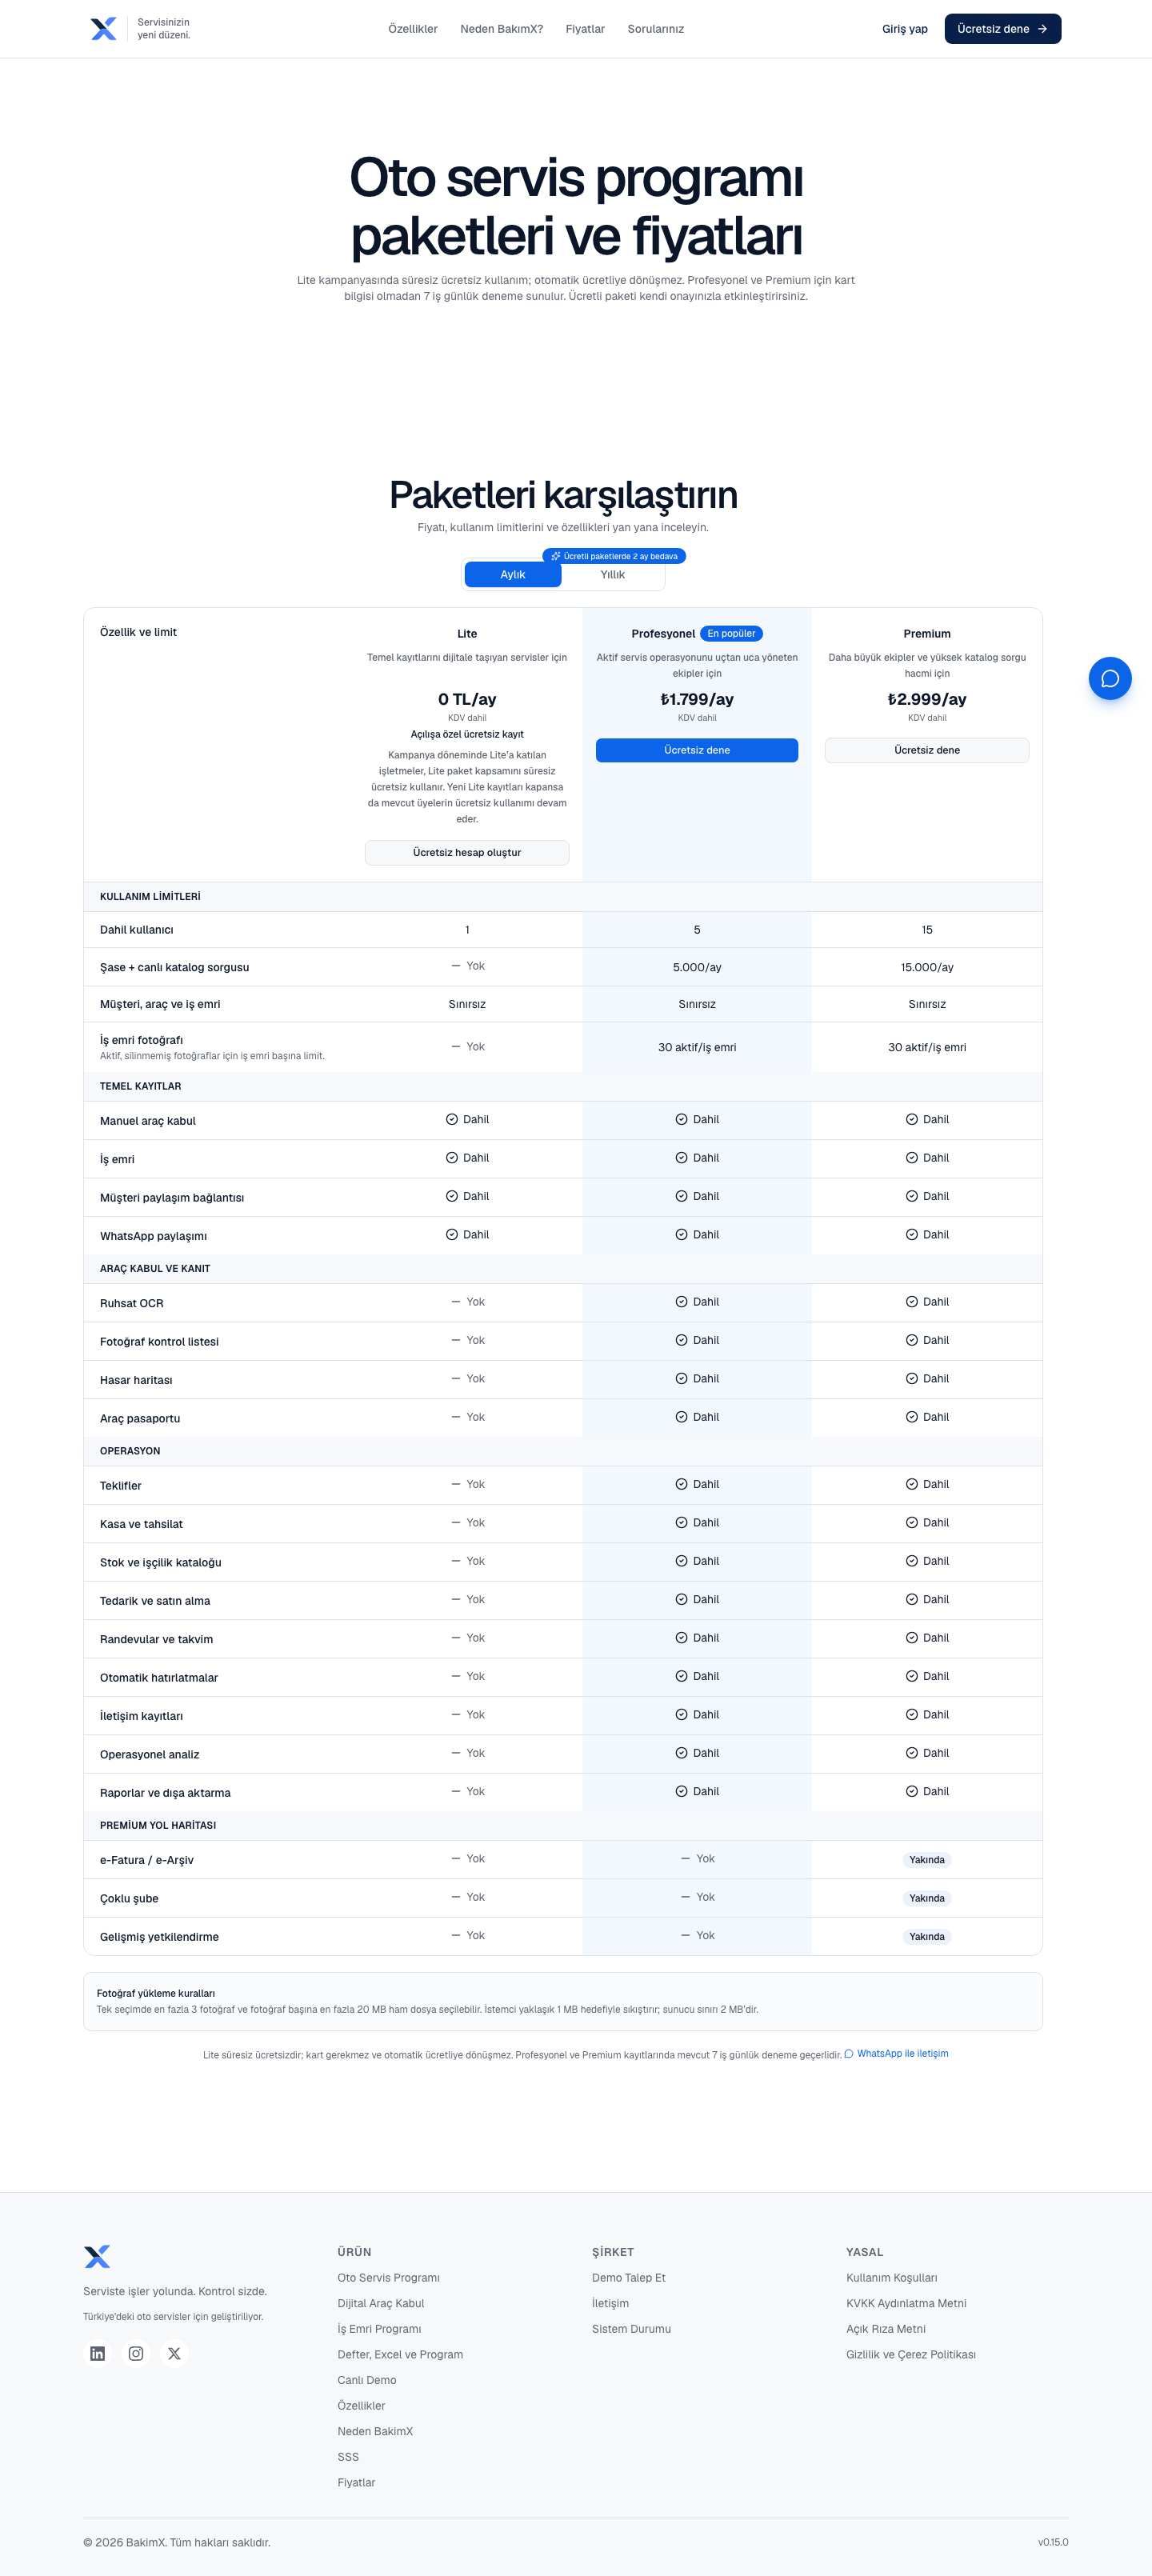 Servisinizin
yeni düzeni.
Özellikler
Neden BakımX?
Fiyatlar
Sorularınız
Giriş yap
Ücretsiz dene
Oto servis programı
paketleri ve fiyatları
Lite kampanyasında süresiz ücretsiz kullanım; otomatik ücretliye dönüşmez. Profesyonel ve Premium için kart
bilgisi olmadan 7 iş günlük deneme sunulur. Ücretli paketi kendi onayınızla etkinleştirirsiniz.
Paketleri karşılaştırın
Fiyatı, kullanım limitlerini ve özellikleri yan yana inceleyin.
Ücretli paketlerde 2 ay bedava
Aylık
Yıllık
Özellik ve limit
Lite
Temel kayıtlarını dijitale taşıyan servisler için
0 TL/ay
KDV dahil
Açılışa özel ücretsiz kayıt
Kampanya döneminde Lite'a katılan
işletmeler, Lite paket kapsamını süresiz
ücretsiz kullanır. Yeni Lite kayıtları kapansa
da mevcut üyelerin ücretsiz kullanımı devam
eder.
Ücretsiz hesap oluştur
Profesyonel En popüler
Aktif servis operasyonunu uçtan uca yöneten
ekipler için
₺1.799/ay
KDV dahil
Ücretsiz dene
Premium
Daha büyük ekipler ve yüksek katalog sorgu
hacmi için
₺2.999/ay
KDV dahil
Ücretsiz dene
KULLANIM LİMİTLERİ
Dahil kullanıcı 1 5 15
Şase + canlı katalog sorgusu — Yok 5.000/ay 15.000/ay
Müşteri, araç ve iş emri Sınırsız Sınırsız Sınırsız
İş emri fotoğrafı — Yok 30 aktif/iş emri 30 aktif/iş emri
Aktif, silinmemiş fotoğraflar için iş emri başına limit.
TEMEL KAYITLAR
Manuel araç kabul Dahil Dahil Dahil
İş emri Dahil Dahil Dahil
Müşteri paylaşım bağlantısı Dahil Dahil Dahil
WhatsApp paylaşımı Dahil Dahil Dahil
ARAÇ KABUL VE KANIT
Ruhsat OCR — Yok Dahil Dahil
Fotoğraf kontrol listesi — Yok Dahil Dahil
Hasar haritası — Yok Dahil Dahil
Araç pasaportu — Yok Dahil Dahil
OPERASYON
Teklifler — Yok Dahil Dahil
Kasa ve tahsilat — Yok Dahil Dahil
Stok ve işçilik kataloğu — Yok Dahil Dahil
Tedarik ve satın alma — Yok Dahil Dahil
Randevular ve takvim — Yok Dahil Dahil
Otomatik hatırlatmalar — Yok Dahil Dahil
İletişim kayıtları — Yok Dahil Dahil
Operasyonel analiz — Yok Dahil Dahil
Raporlar ve dışa aktarma — Yok Dahil Dahil
PREMİUM YOL HARİTASI
e-Fatura / e-Arşiv — Yok — Yok Yakında
Çoklu şube — Yok — Yok Yakında
Gelişmiş yetkilendirme — Yok — Yok Yakında
Fotoğraf yükleme kuralları
Tek seçimde en fazla 3 fotoğraf ve fotoğraf başına en fazla 20 MB ham dosya seçilebilir. İstemci yaklaşık 1 MB hedefiyle sıkıştırır; sunucu sınırı 2 MB'dir.
Lite süresiz ücretsizdir; kart gerekmez ve otomatik ücretliye dönüşmez. Profesyonel ve Premium kayıtlarında mevcut 7 iş günlük deneme geçerlidir. WhatsApp ile iletişim
Serviste işler yolunda. Kontrol sizde.
Türkiye'deki oto servisler için geliştiriliyor.
ÜRÜN
Oto Servis Programı
Dijital Araç Kabul
İş Emri Programı
Defter, Excel ve Program
Canlı Demo
Özellikler
Neden BakimX
SSS
Fiyatlar
ŞİRKET
Demo Talep Et
İletişim
Sistem Durumu
YASAL
Kullanım Koşulları
KVKK Aydınlatma Metni
Açık Rıza Metni
Gizlilik ve Çerez Politikası
© 2026 BakimX. Tüm hakları saklıdır.
v0.15.0